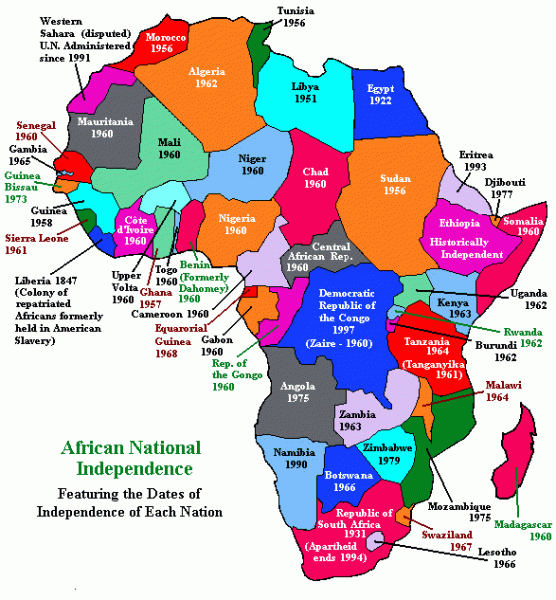 Tunisia
1956
Western
Sahara (disputed)
U.N. Administered
since 1991
Morocco
1956
Algeria
1962
Libya
1951
Egypt
1922
Mauritania
1960
Mali
1960
Niger
1960
Chad
1960
Sudan
1956
Eritrea
1993
Djibouti
1977
Senegal
1960
Gambia
1965
Guinea
Bissau
1973
Guinea
1958
Sierra Leone
1961
Liberia 1847
(Colony of
repatriated
Africans formerly
held in American
Slavery)
Côte
d'Ivoire
1960
Upper
Volta
1960
Ghana
1957
Togo
1960
Benin
(Formerly
Dahomey)
1960
Nigeria
1960
Cameroon 1960
Central
African Rep.
1960
Ethiopia
Historically
Independent
Somalia
1960
Equarorial
Guinea
1968
Gabon
1960
Rep. of
the Gongo
1960
Democratic
Republic of
the Congo
1997
(Zaire - 1960)
Uganda
1962
Kenya
1963
Rwanda
1962
Burundi
1962
Tanzania
1964
(Tanganyika
1961)
Malawi
1964
Angola
1975
Zambia
1963
Zimbabwe
1979
Namibia
1990
Botswana
1966
Mozambique
1975
Madagascar
1960
Republic of
South Africa
1931
(Apartheid
ends 1994)
Swaziland
1967
Lesotho
1966
African National
Independence
Featuring the Dates of
Independence of Each Nation